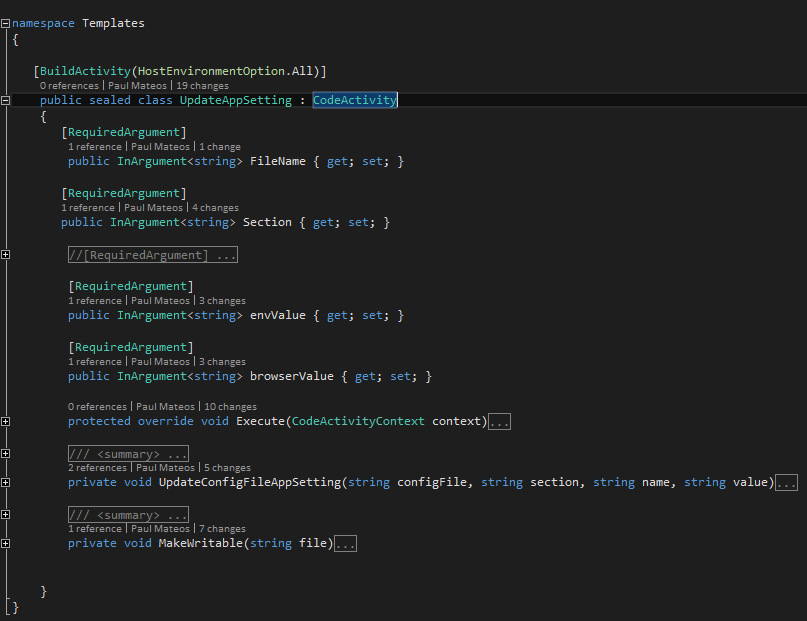 namespace Templates
{
[BuildActivity(HostEnvironmentOption.All)]
0 references | Paul Mateos | 19 changes
public sealed class UpdateAppSetting : CodeActivity
{
[RequiredArgument]
1 reference | Paul Mateos | 1 change
public InArgument<string> FileName { get; set; }
[RequiredArgument]
1 reference | Paul Mateos | 4 changes
public InArgument<string> Section { get; set; }
//[RequiredArgument] ...
[RequiredArgument]
1 reference | Paul Mateos | 3 changes
public InArgument<string> envValue { get; set; }
[RequiredArgument]
1 reference | Paul Mateos | 3 changes
public InArgument<string> browserValue { get; set; }
0 references | Paul Mateos | 10 changes
protected override void Execute(CodeActivityContext context)...
/// <summary> ...
2 references | Paul Mateos | 5 changes
private void UpdateConfigFileAppSetting(string configFile, string section, string name, string value)...
/// <summary> ...
1 reference | Paul Mateos | 7 changes
private void MakeWritable(string file)...
}
}